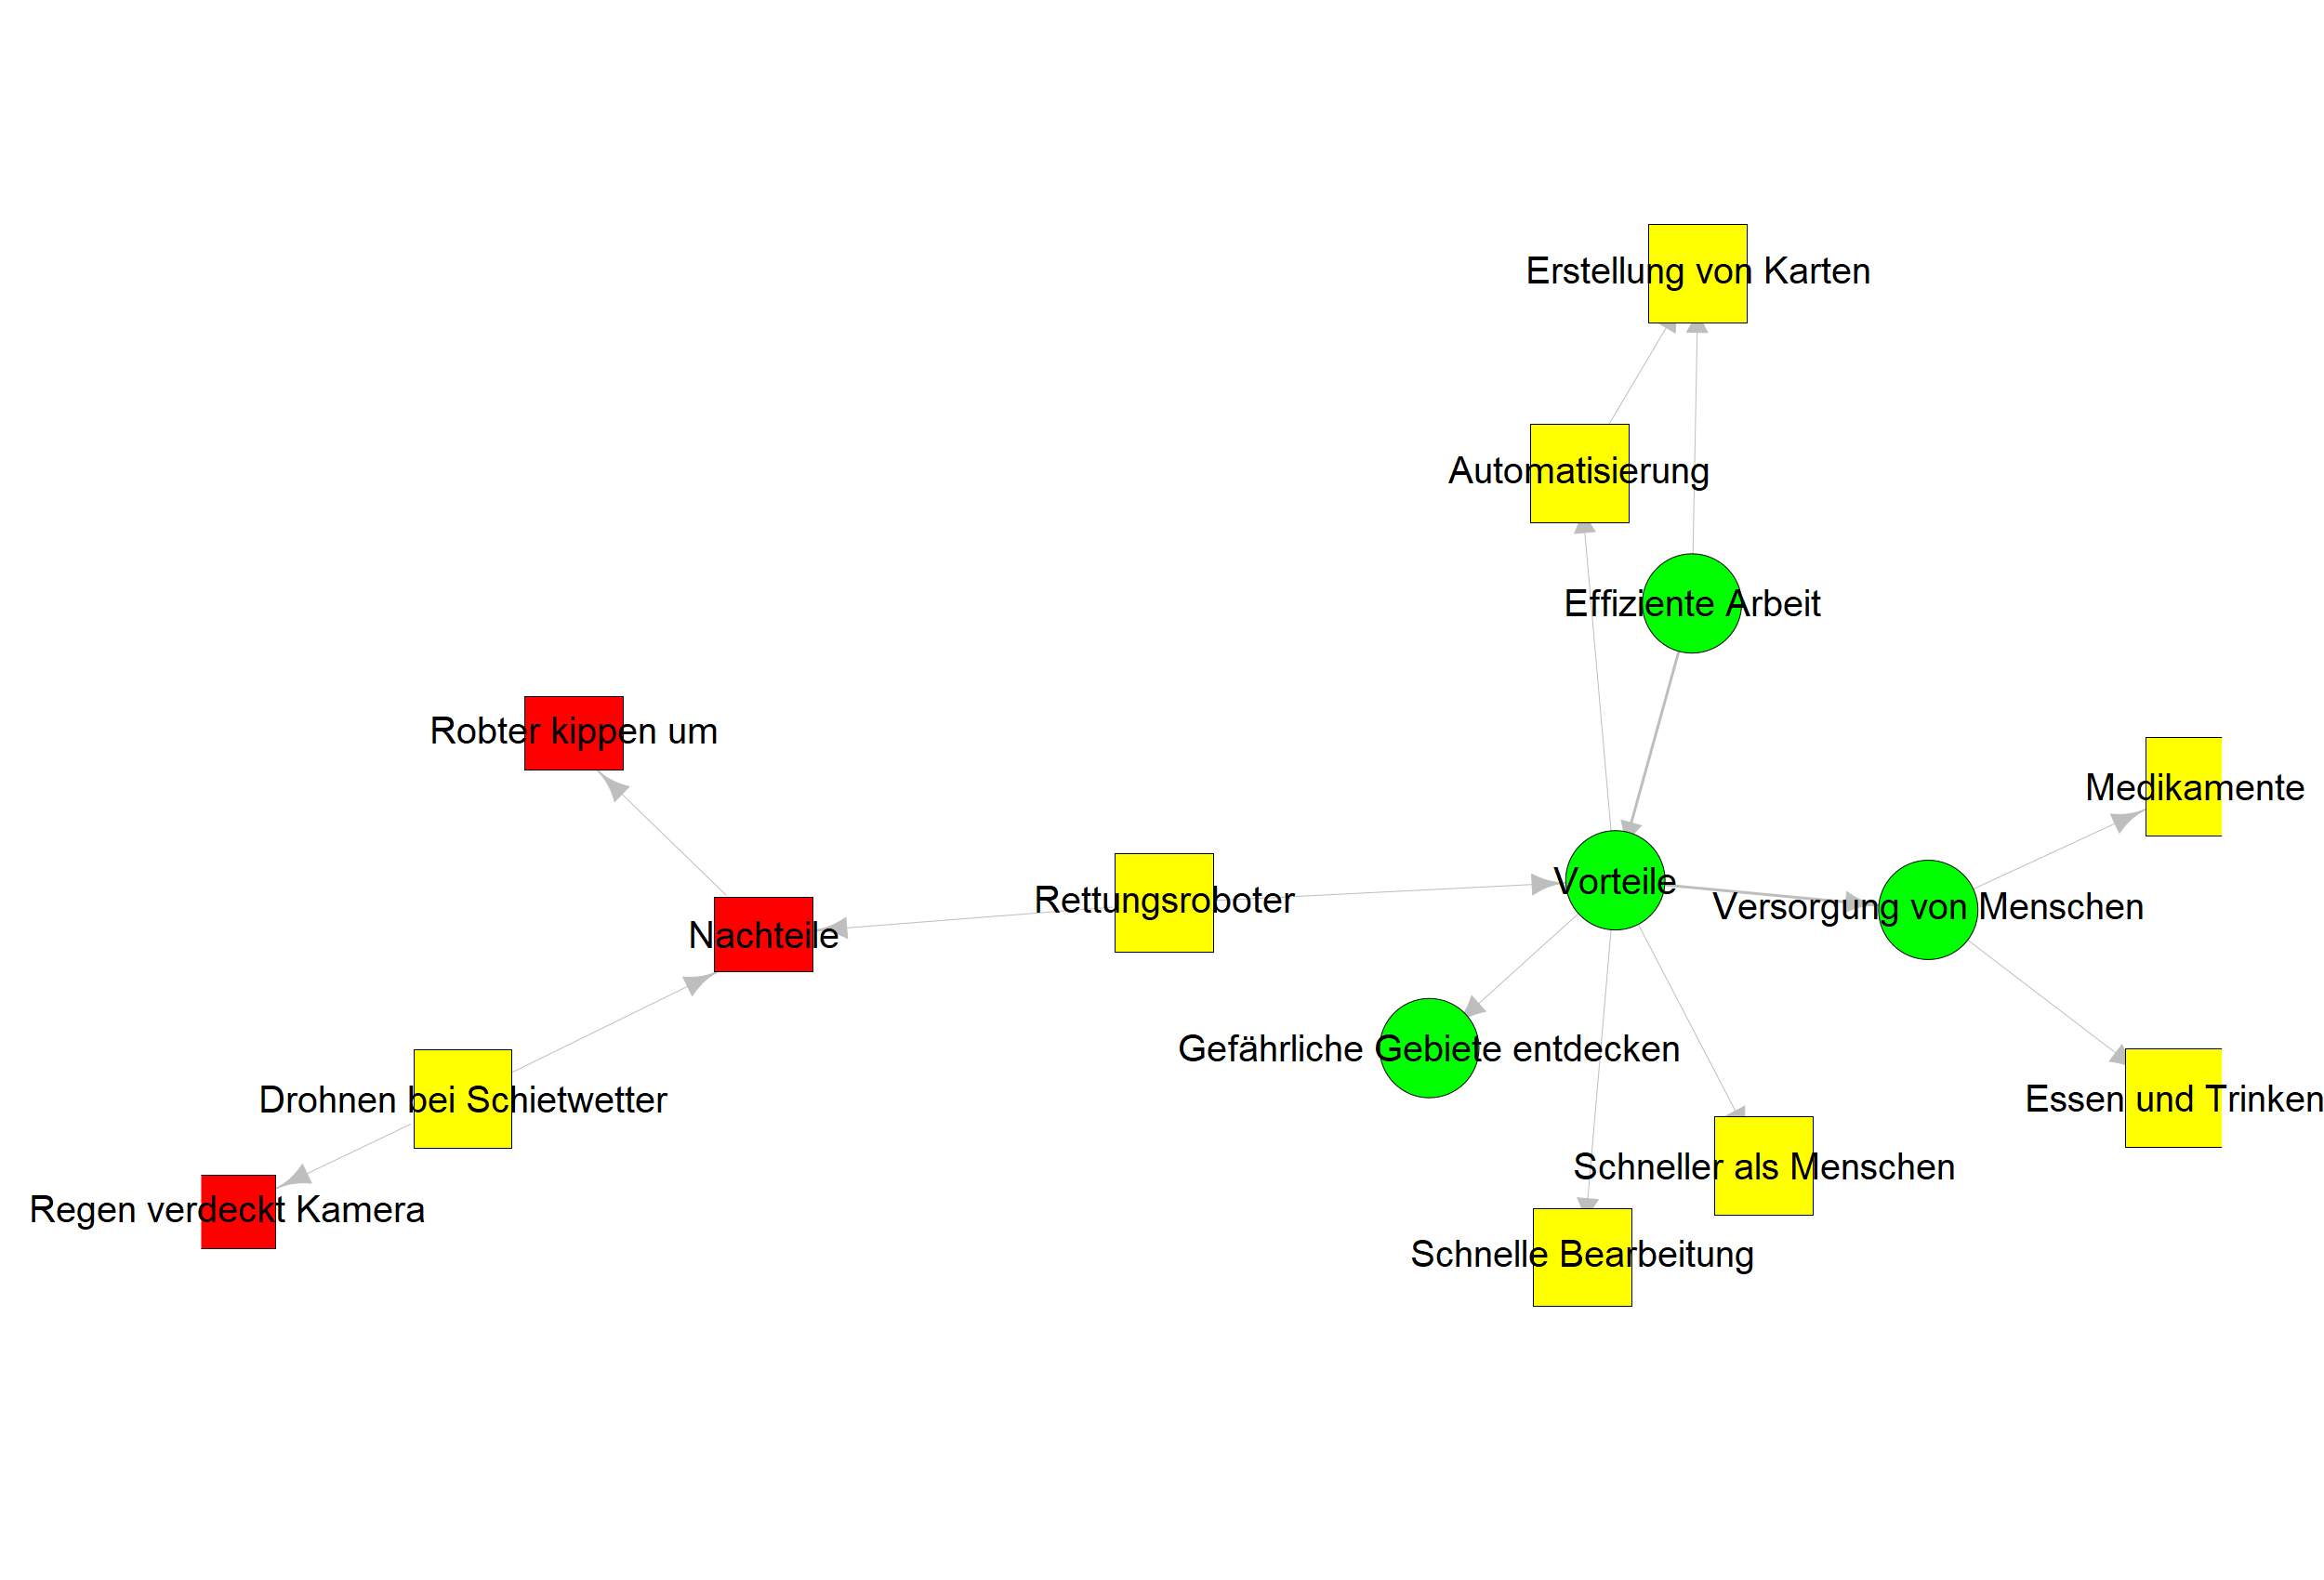 Erstellung von Karten
Automatisierung
Effiziente Arbeit
Robter kippen um
Medikamente
Vorteile
Rettungsroboter
Versorgung von Menschen
Nachteile
Gefährliche Gebiete entdecken
Drohnen bei Schietwetter
Essen und Trinken
Schneller als Menschen
Regen verdeckt Kamera
Schnelle Bearbeitung